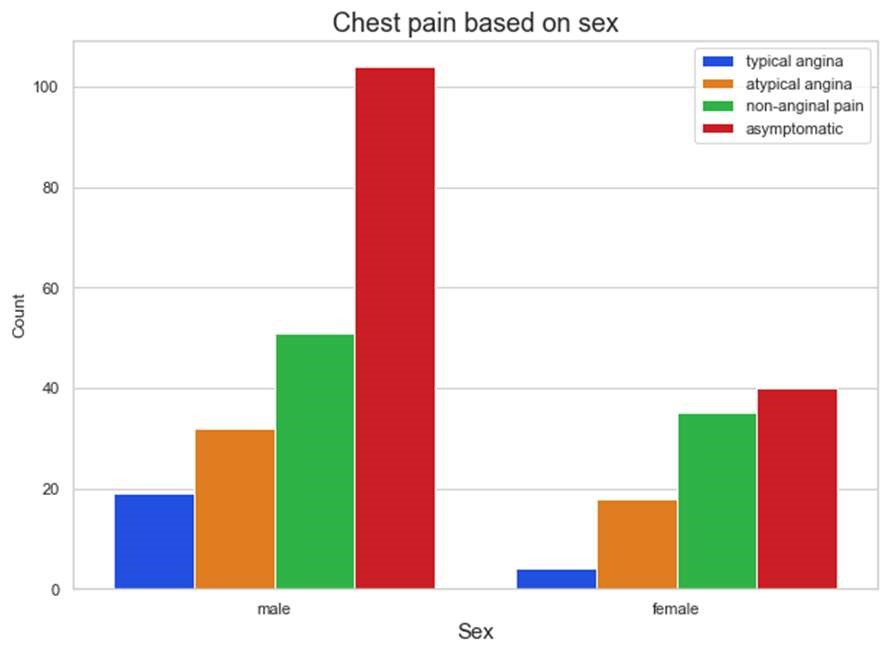 Chest pain based on sex
typical angina
atypical angina
non-anginal pain
asymptomatic
100
80
60
40
20
0
Count
male female
Sex